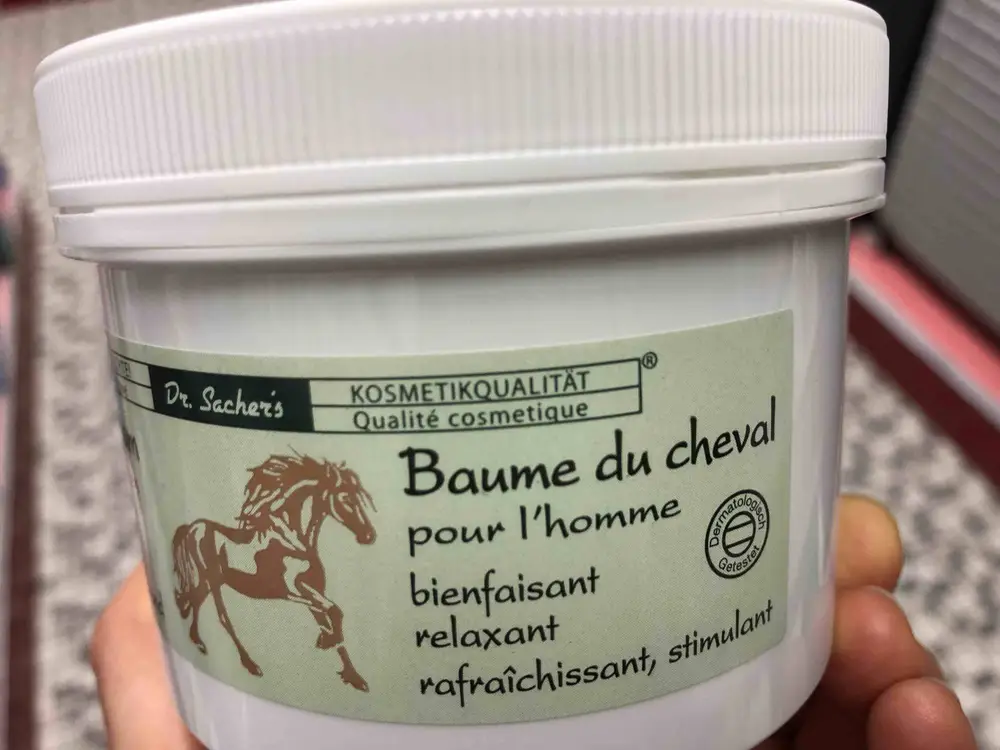 Dr. Sacher's
KOSMETIKQUALITÄT ®
Qualité cosmetique
Baume du cheval
pour l'homme
bienfaisant
relaxant
rafraîchissant, stimulant
Dermatologisch
Getestet